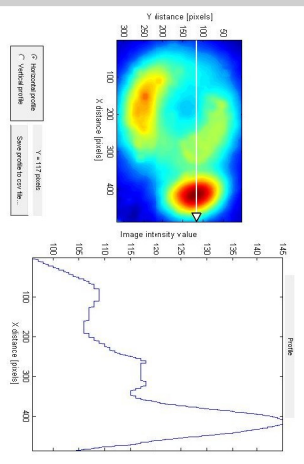 Profile
145
140
135
130
125
120
115
110
105
100
Image intensity value
100 200 300 400
X distance [pixels]
50
100
150
200
250
300
Y distance [pixels]
100 200 300 400
X distance [pixels]
Y = 117 pixels
Horizontal profile
Vertical profile
Save profile to csv file...